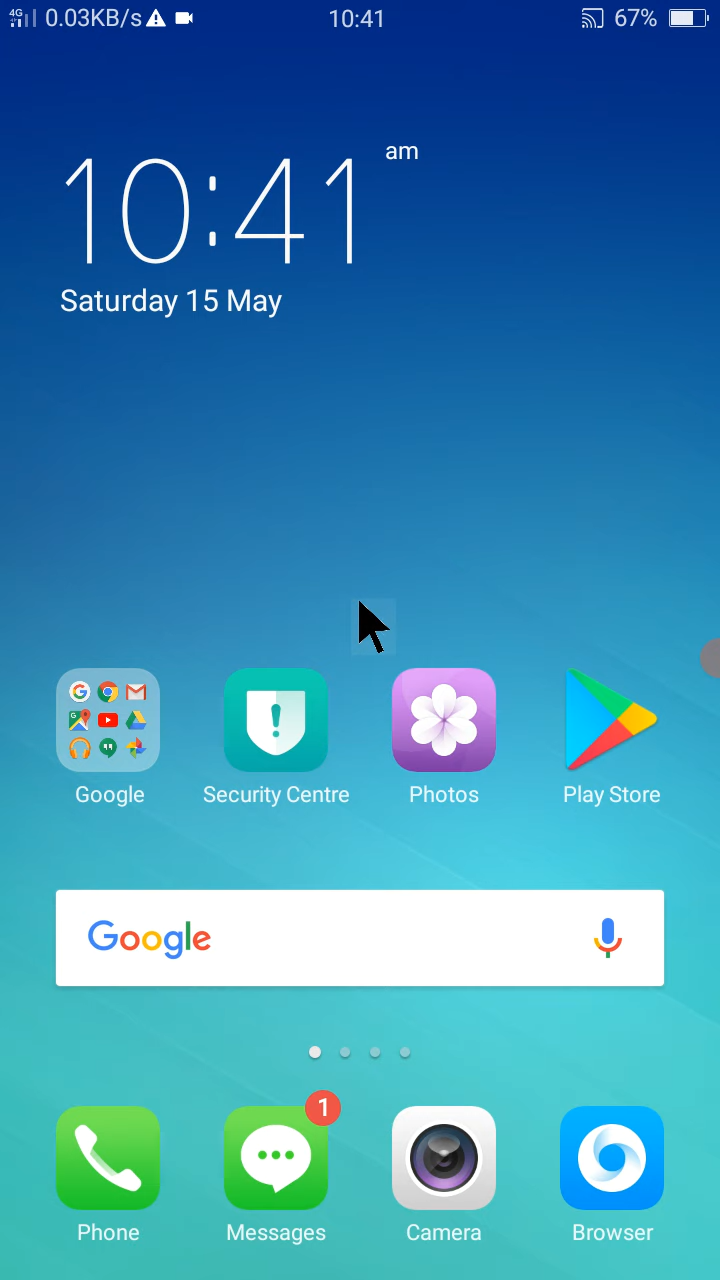 4G 0.03KB/s 10:41 67%
am
10:41
Saturday 15 May
Google Security Centre Photos Play Store
Google
1
Phone Messages Camera Browser